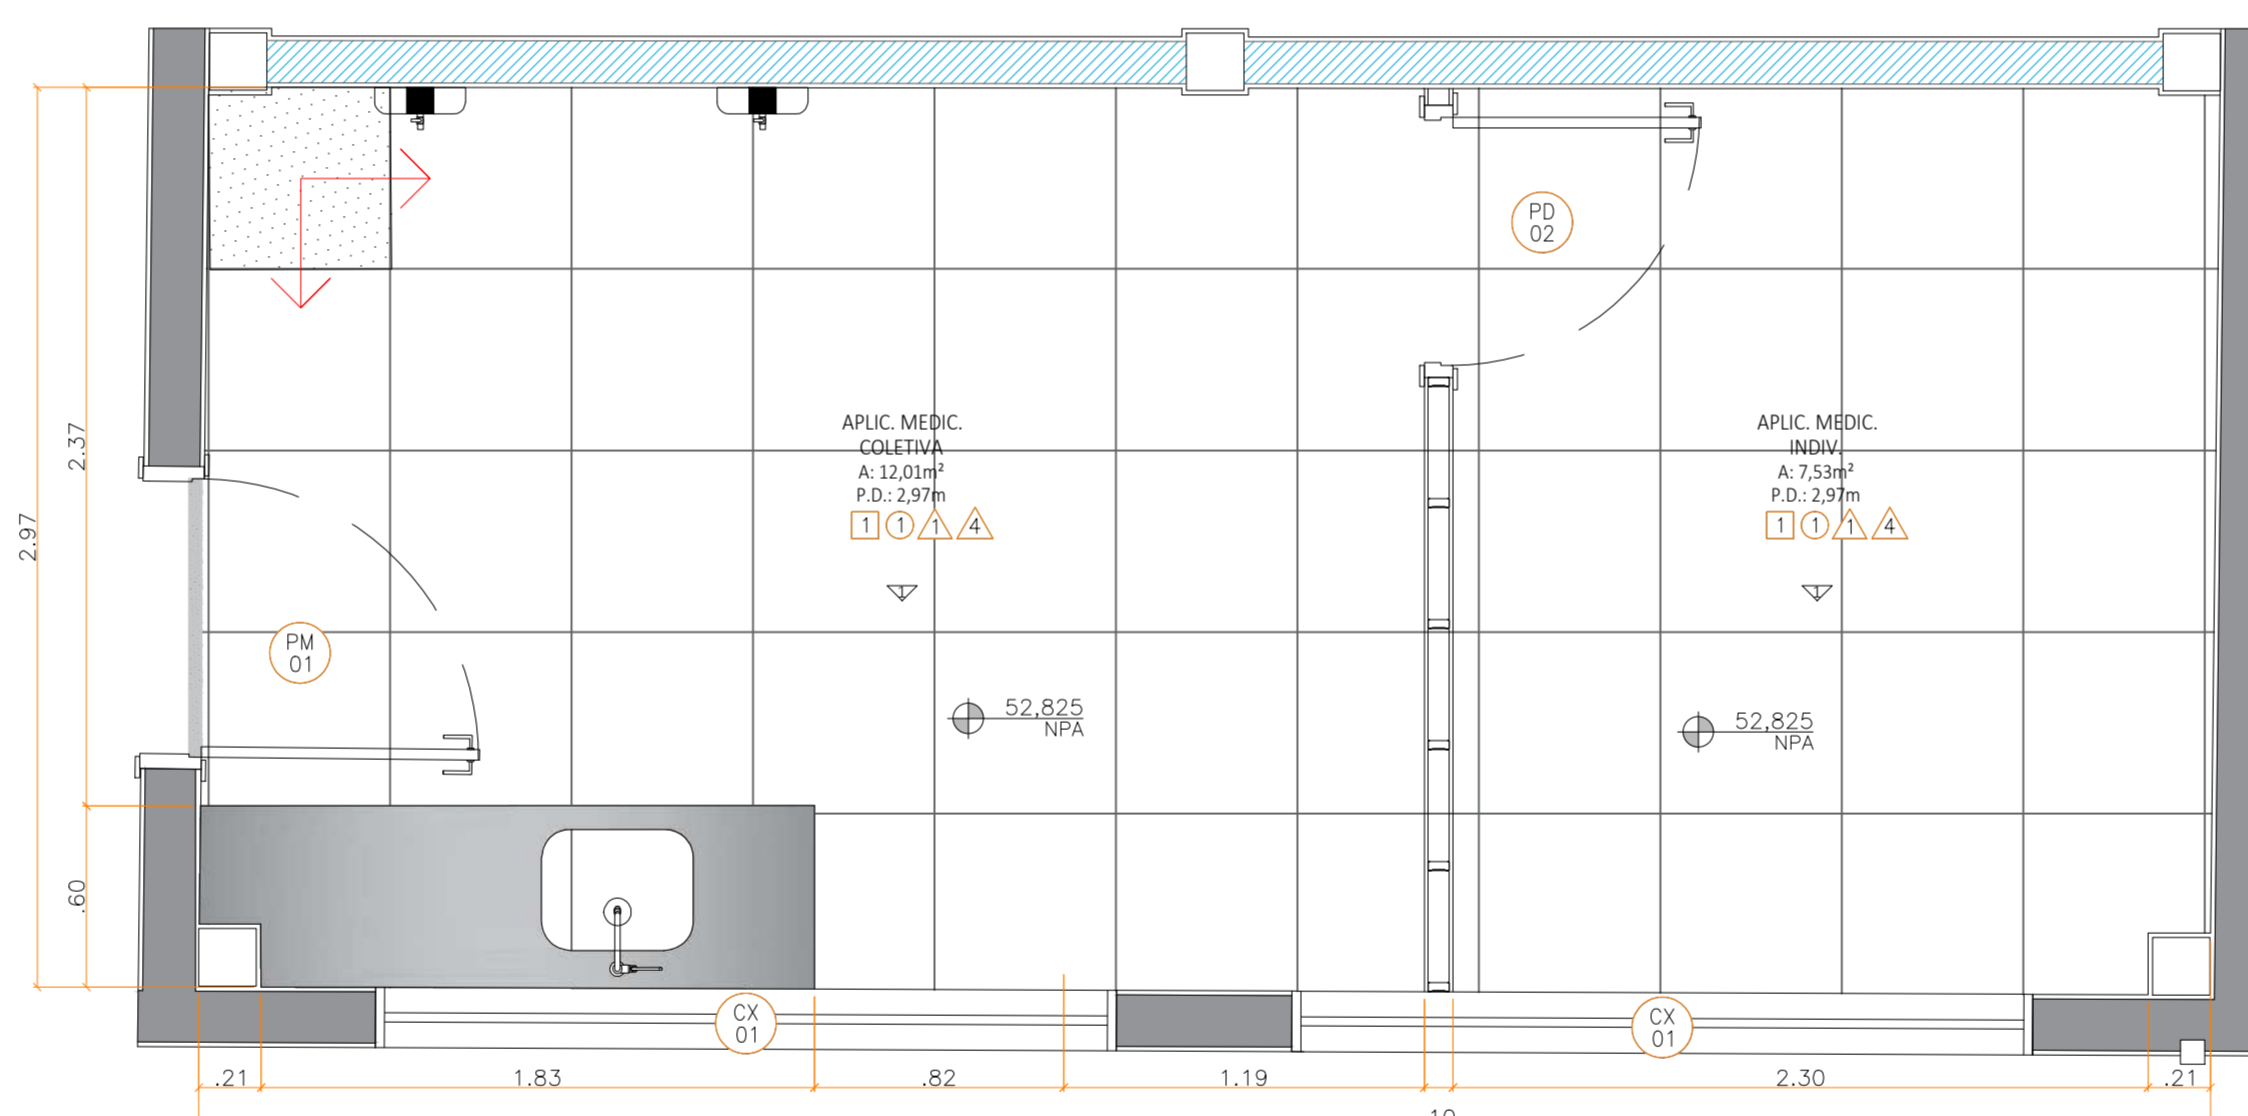 PD
02
2.37
2.97
APLIC. MEDIC.
COLETIVA
A: 12,01m²
P.D.: 2,97m
1 1 1 4
1
APLIC. MEDIC.
INDIV.
A: 7,53m²
P.D.: 2,97m
1 1 1 4
1
PM
01
52,825
NPA
52,825
NPA
.60
CX
01
CX
01
.21
1.83
.82
1.19
2.30
.21